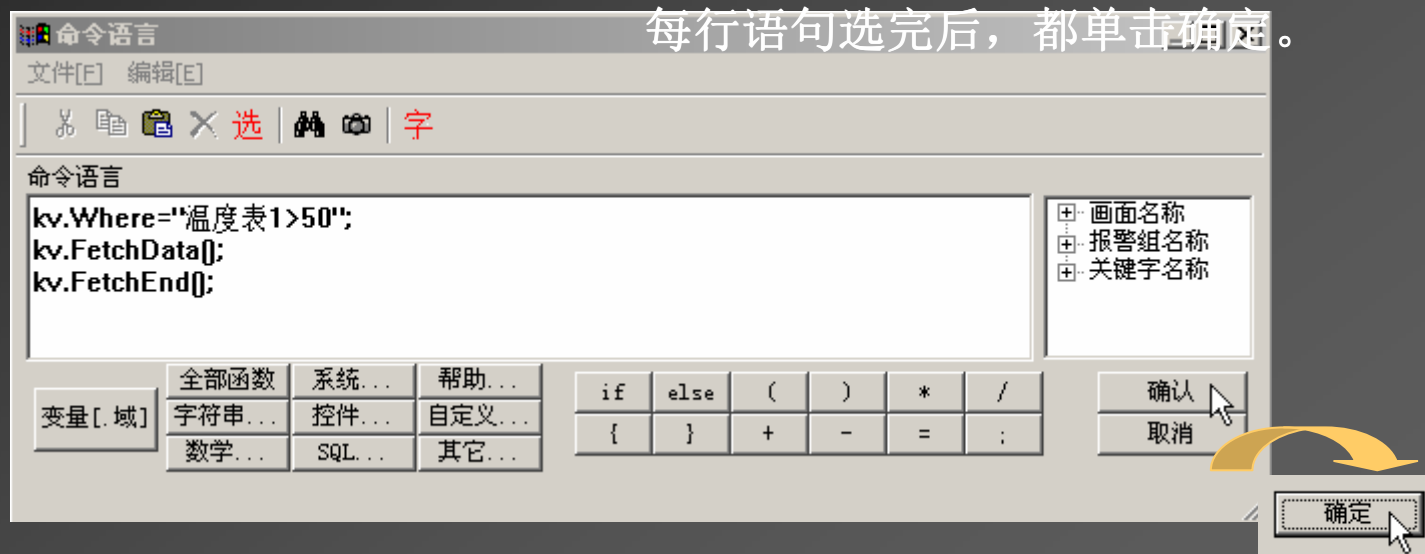 每行语句选完后，都单击确定。
命令语言
文件[F] 编辑[E]
选 字
命令语言
kv.Where="温度表1>50";
kv.FetchData();
kv.FetchEnd();
画面名称
报警组名称
关键字名称
变量[.域]
全部函数 系统... 帮助...
字符串... 控件... 自定义...
数学... SQL... 其它...
if else ( ) * /
{ } + - = ;
确认
取消
确定